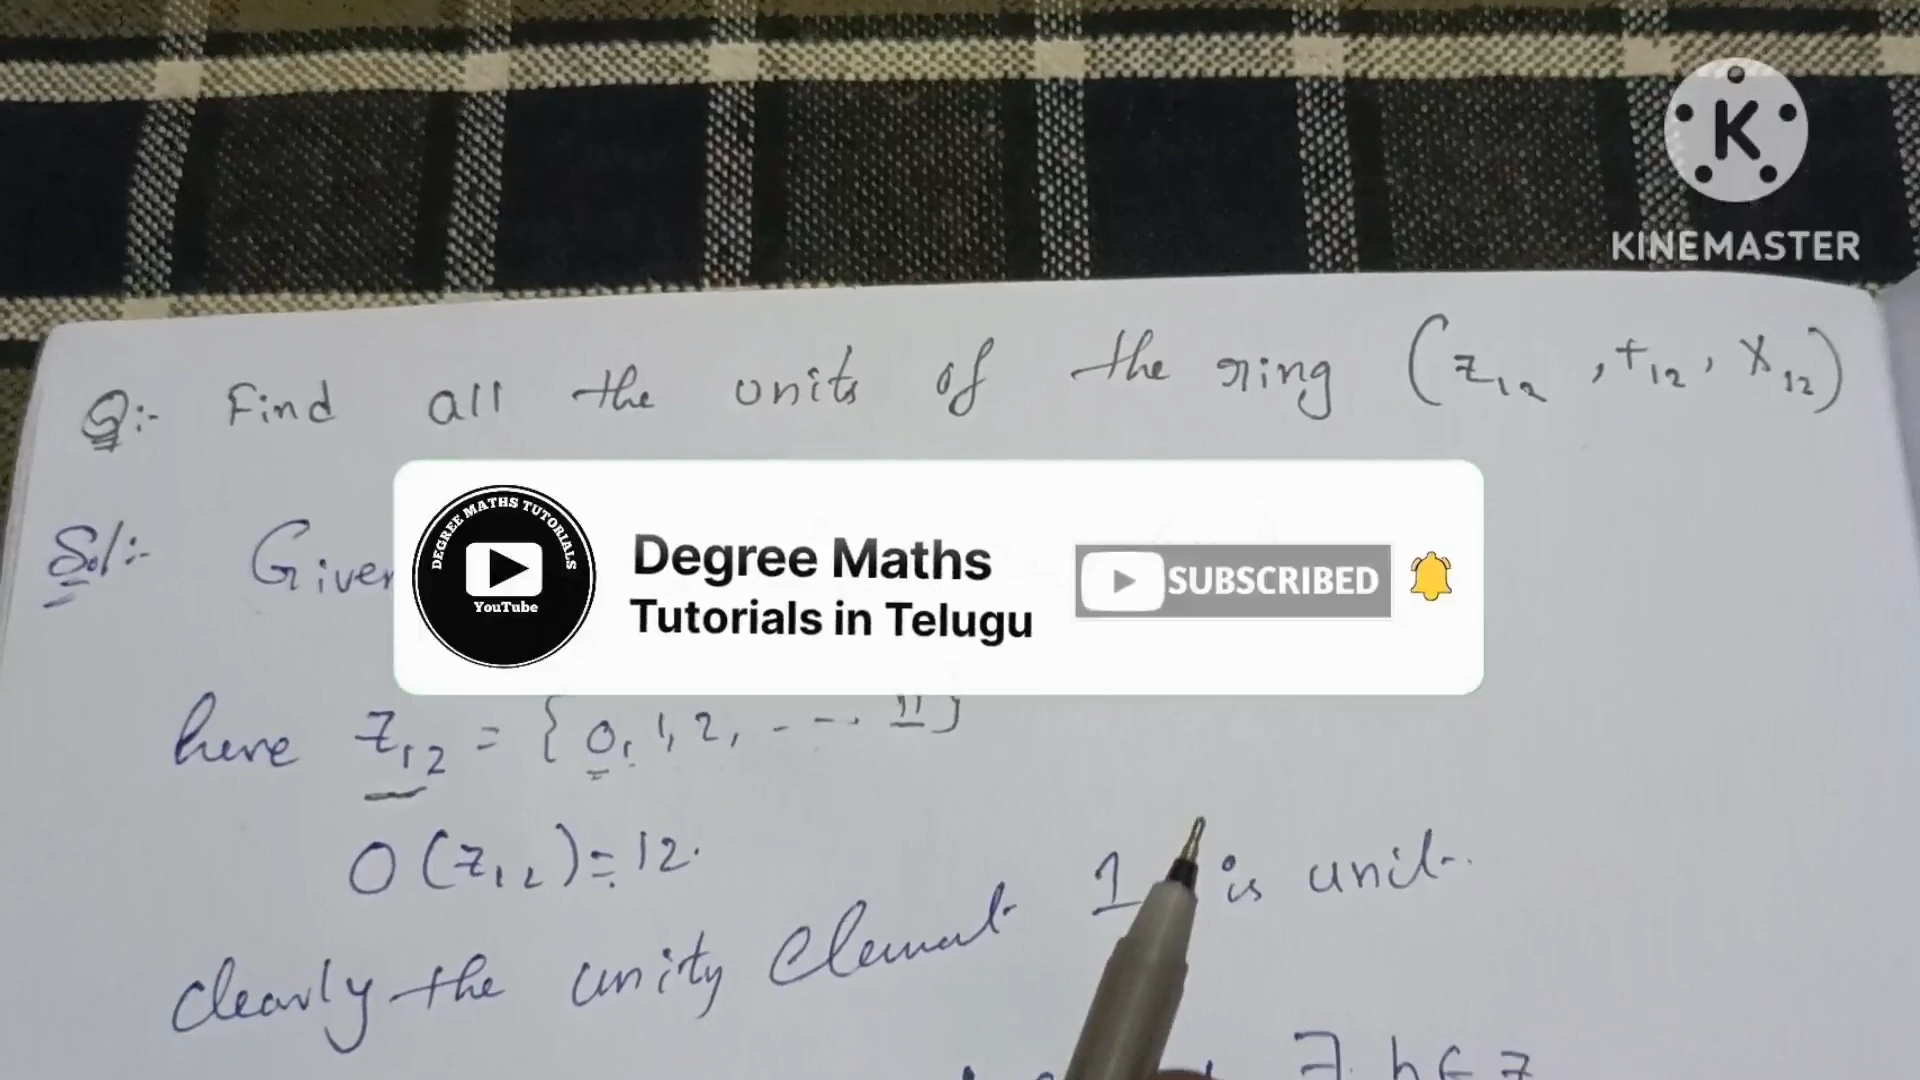 KINEMASTER
Q:- Find all the units of the ring (Z₁₂, +₁₂, X₁₂)
Sol:- Given
DEGREE MATHS TUTORIALS
YouTube
Degree Maths
Tutorials in Telugu
SUBSCRIBED
here Z₁₂ = {0, 1, 2, - - - 11}
O(Z₁₂) = 12.
clearly the unity element 1 is unit.
∃ b ∈ Z